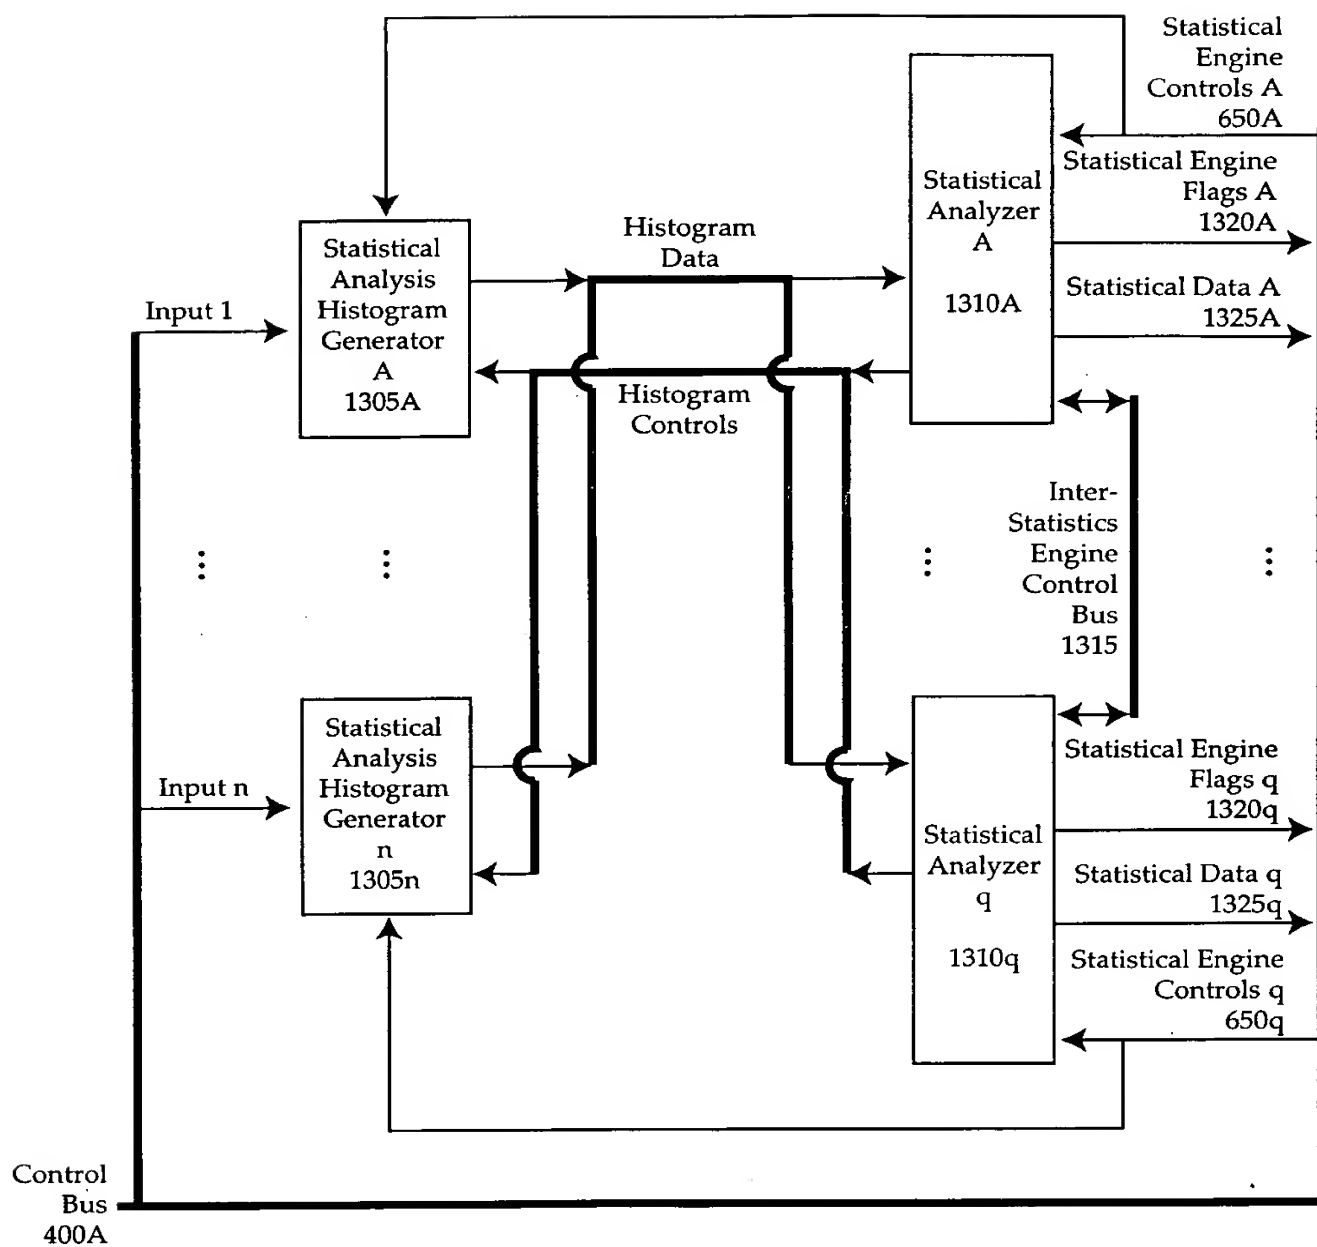 Statistical
Engine
Controls A
650A
Statistical Engine
Flags A
1320A
Statistical Data A
1325A
Statistical
Analyzer
A
1310A
Histogram
Data
Statistical
Analysis
Histogram
Generator
A
1305A
Input 1
Histogram
Controls
Inter-
Statistics
Engine
Control
Bus
1315
...
...
...
...
Statistical
Analysis
Histogram
Generator
n
1305n
Input n
Statistical
Analyzer
q
1310q
Statistical Engine
Flags q
1320q
Statistical Data q
1325q
Statistical Engine
Controls q
650q
Control
Bus
400A